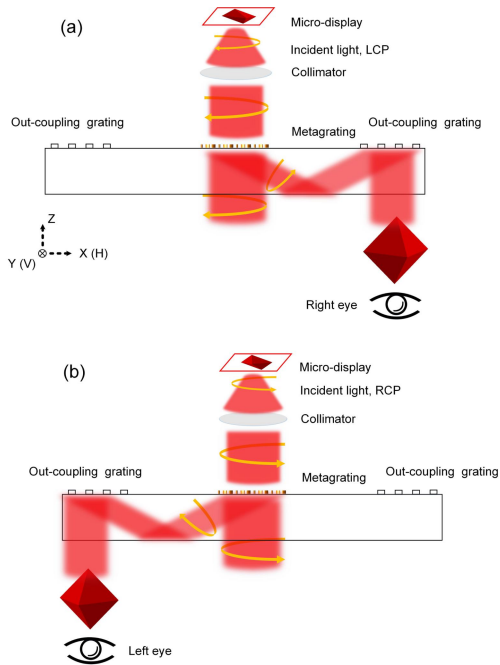 (a)
Micro-display
Incident light, LCP
Collimator
Out-coupling grating
Metagrating
Out-coupling grating
Z
Y (V)
X (H)
Right eye
(b)
Micro-display
Incident light, RCP
Collimator
Out-coupling grating
Metagrating
Out-coupling grating
Left eye